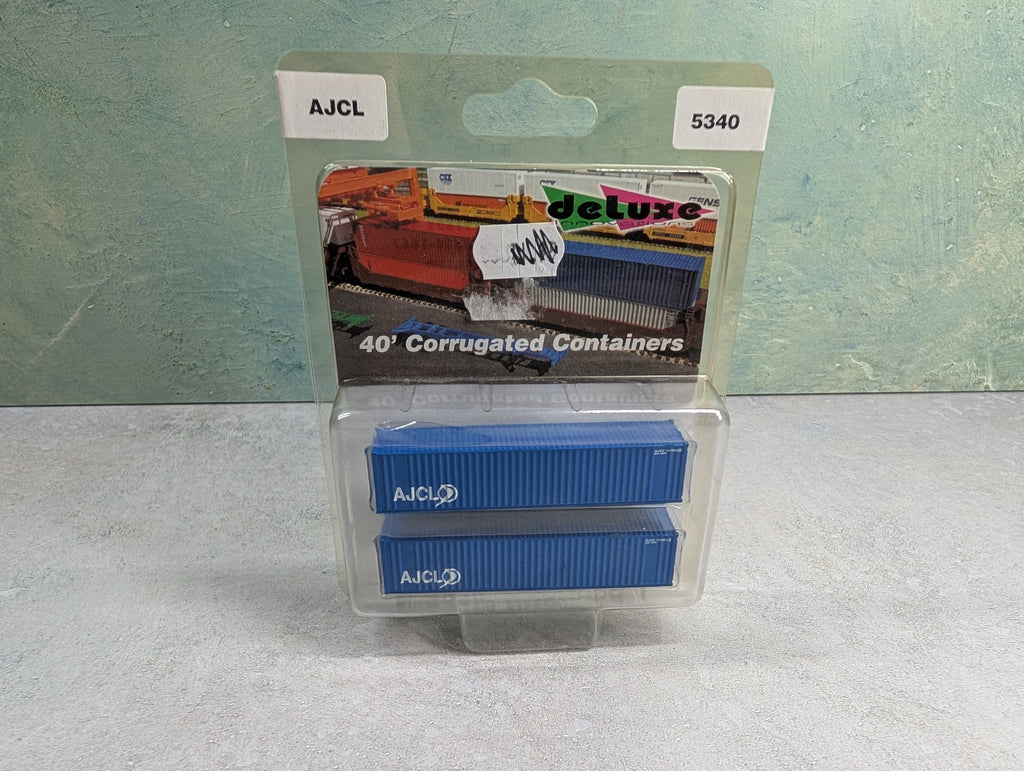 AJCL
5340
CSX
deLuxe
40' Corrugated Containers
AJCL
AJCL